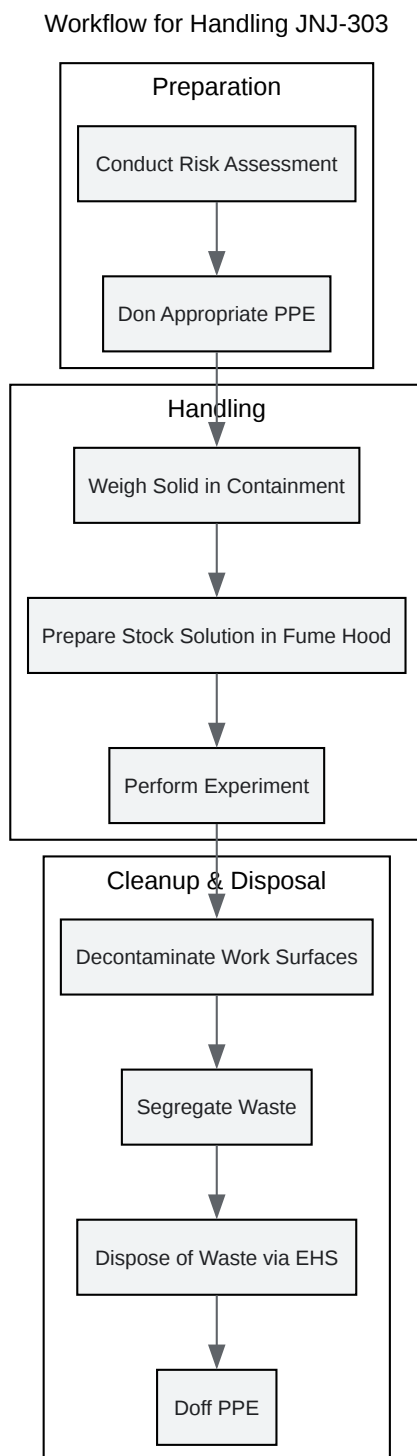 Workflow for Handling JNJ-303
Preparation
Conduct Risk Assessment
Don Appropriate PPE
Handling
Weigh Solid in Containment
Prepare Stock Solution in Fume Hood
Perform Experiment
Cleanup & Disposal
Decontaminate Work Surfaces
Segregate Waste
Dispose of Waste via EHS
Doff PPE